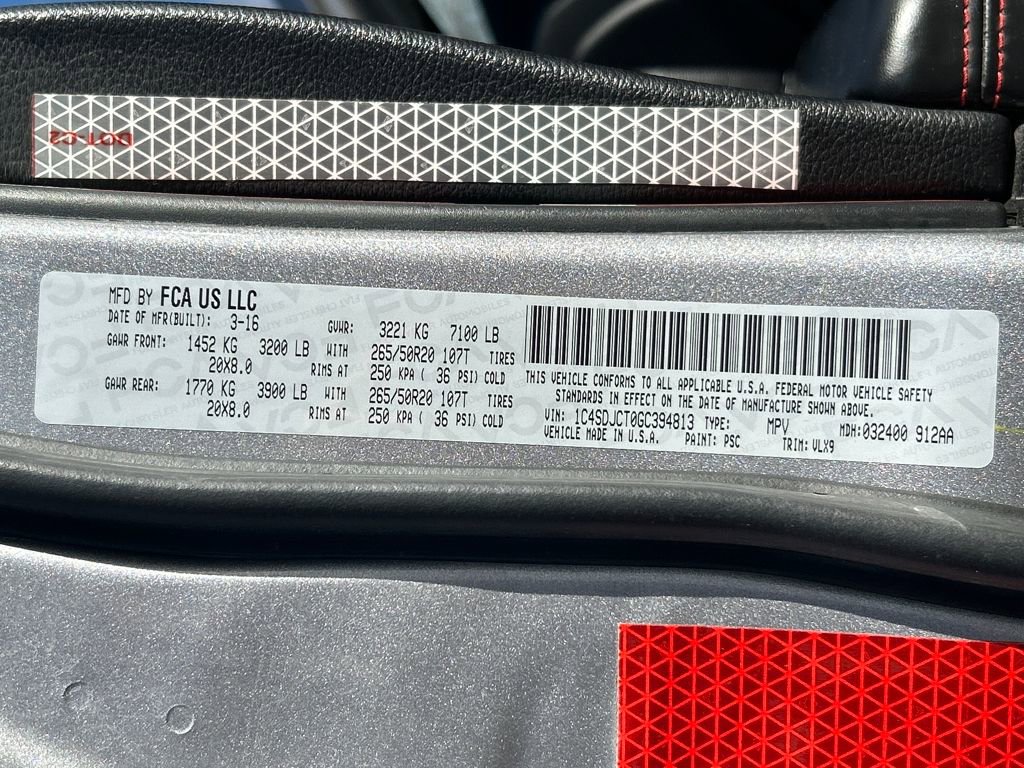 DOT-C2
MFD BY FCA US LLC
DATE OF MFR(BUILT): 3-16 GVWR: 3221 KG 7100 LB
GAWR FRONT: 1452 KG 3200 LB WITH 265/50R20 107T TIRES
20X8.0 RIMS AT 250 KPA ( 36 PSI) COLD
GAWR REAR: 1770 KG 3900 LB WITH 265/50R20 107T TIRES
20X8.0 RIMS AT 250 KPA ( 36 PSI) COLD
THIS VEHICLE CONFORMS TO ALL APPLICABLE U.S.A. FEDERAL MOTOR VEHICLE SAFETY
STANDARDS IN EFFECT ON THE DATE OF MANUFACTURE SHOWN ABOVE.
VIN: 1C4SDJCT0GC394813 TYPE: MPV MDH:032400 912AA
VEHICLE MADE IN U.S.A. PAINT: PSC TRIM: VLX9